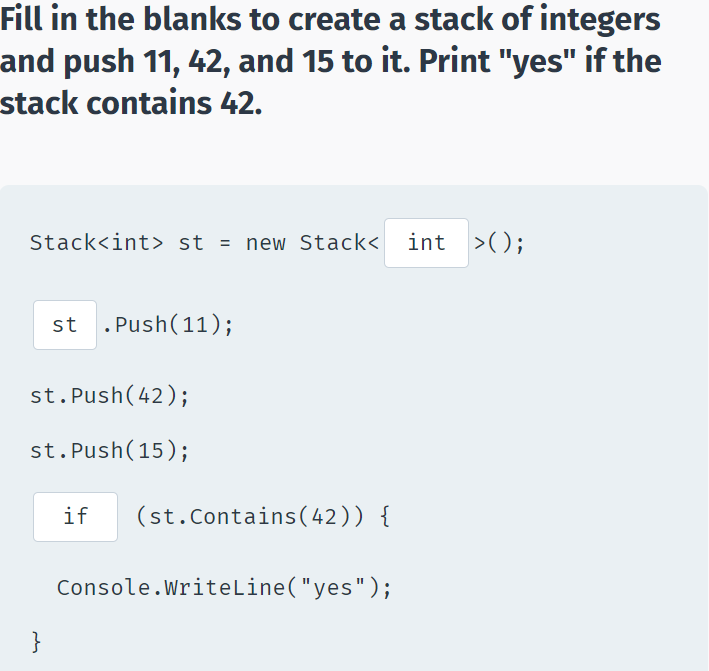 Fill in the blanks to create a stack of integers
and push 11, 42, and 15 to it. Print "yes" if the
stack contains 42.
Stack<int> st = new Stack< int >();
st .Push(11);
st.Push(42);
st.Push(15);
if (st.Contains(42)) {
Console.WriteLine("yes");
}